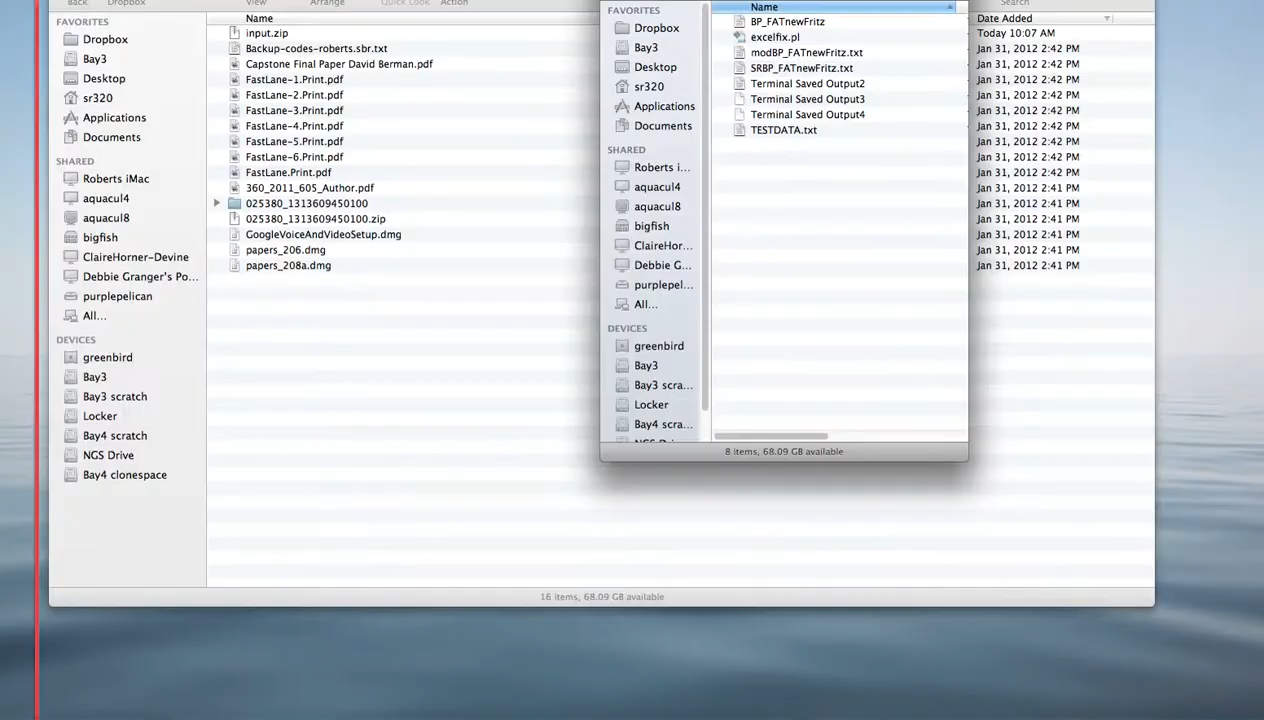 Back
Dropbox
View
Arrange
Quick Look
Action
Search
FAVORITES
Dropbox
Bay3
Desktop
sr320
Applications
Documents
SHARED
Roberts iMac
aquacul4
aquacul8
bigfish
ClaireHorner-Devine
Debbie Granger's Po...
purplepelican
All...
DEVICES
greenbird
Bay3
Bay3 scratch
Locker
Bay4 scratch
NGS Drive
Bay4 clonespace
Name
input.zip
Backup-codes-roberts.sbr.txt
Capstone Final Paper David Berman.pdf
FastLane-1.Print.pdf
FastLane-2.Print.pdf
FastLane-3.Print.pdf
FastLane-4.Print.pdf
FastLane-5.Print.pdf
FastLane-6.Print.pdf
FastLane.Print.pdf
360_2011_605_Author.pdf
025380_1313609450100
025380_1313609450100.zip
GoogleVoiceAndVideoSetup.dmg
papers_206.dmg
papers_208a.dmg
16 items, 68.09 GB available
FAVORITES
Dropbox
Bay3
Desktop
sr320
Applications
Documents
SHARED
Roberts i...
aquacul4
aquacul8
bigfish
ClaireHor...
Debbie G...
purplepel...
All...
DEVICES
greenbird
Bay3
Bay3 scra...
Locker
Bay4 scra...
NGS Drive
Name
BP_FATnewFritz
excelfix.pl
modBP_FATnewFritz.txt
SRBP_FATnewFritz.txt
Terminal Saved Output2
Terminal Saved Output3
Terminal Saved Output4
TESTDATA.txt
8 items, 68.09 GB available
Date Added
Today 10:07 AM
Jan 31, 2012 2:42 PM
Jan 31, 2012 2:42 PM
Jan 31, 2012 2:42 PM
Jan 31, 2012 2:42 PM
Jan 31, 2012 2:42 PM
Jan 31, 2012 2:42 PM
Jan 31, 2012 2:42 PM
Jan 31, 2012 2:42 PM
Jan 31, 2012 2:42 PM
Jan 31, 2012 2:41 PM
Jan 31, 2012 2:41 PM
Jan 31, 2012 2:41 PM
Jan 31, 2012 2:41 PM
Jan 31, 2012 2:41 PM
Jan 31, 2012 2:41 PM